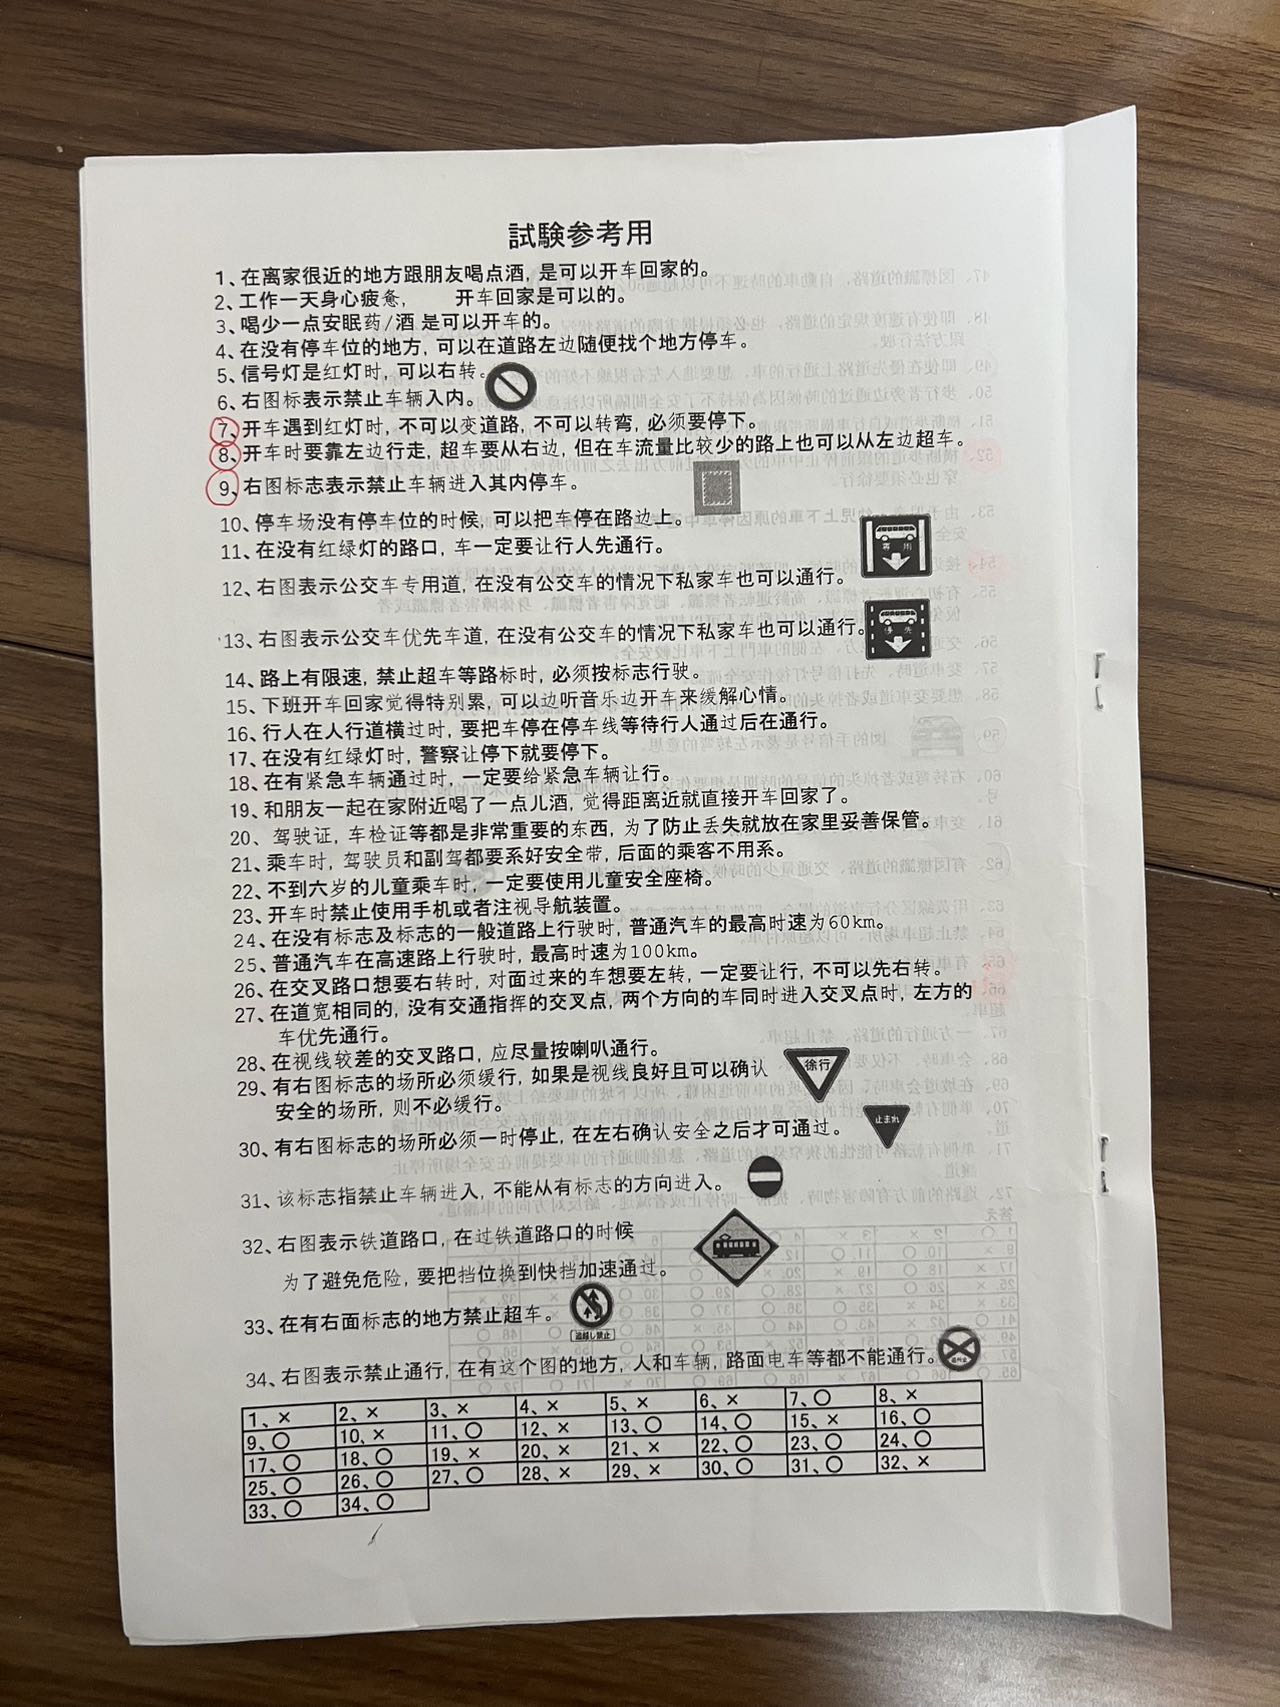 試験参考用
1、在离家很近的地方跟朋友喝点酒, 是可以开车回家的。
2、工作一天身心疲惫, 开车回家是可以的。
3、喝少一点安眠药/酒 是可以开车的。
4、在没有停车位的地方, 可以在道路左边随便找个地方停车。
5、信号灯是红灯时, 可以右转。
6、右图标表示禁止车辆入内。
7、开车遇到红灯时, 不可以变道路, 不可以转弯, 必须要停下。
8、开车时要靠左边行走, 超车要从右边, 但在车流量比较少的路上也可以从左边超车。
9、右图标志表示禁止车辆进入其内停车。
10、停车场没有停车位的时候, 可以把车停在路边上。
11、在没有红绿灯的路口, 车一定要让行人先通行。
12、右图表示公交车专用道, 在没有公交车的情况下私家车也可以通行。
13、右图表示公交车优先车道, 在没有公交车的情况下私家车也可以通行。
14、路上有限速, 禁止超车等路标时, 必须按标志行驶。
15、下班开车回家觉得特别累, 可以边听音乐边开车来缓解心情。
16、行人在人行道横过时, 要把车停在停车线等待行人通过后在通行。
17、在没有红绿灯时, 警察让停下就要停下。
18、在有紧急车辆通过时, 一定要给紧急车辆让行。
19、和朋友一起在家附近喝了一点儿酒, 觉得距离近就直接开车回家了。
20、驾驶证, 车检证等都是非常重要的东西, 为了防止丢失就放在家里妥善保管。
21、乘车时, 驾驶员和副驾都要系好安全带, 后面的乘客不用系。
22、不到六岁的儿童乘车时, 一定要使用儿童安全座椅。
23、开车时禁止使用手机或者注视导航装置。
24、在没有标志及标志的一般道路上行驶时, 普通汽车的最高时速为60km。
25、普通汽车在高速路上行驶时, 最高时速为100km。
26、在交叉路口想要右转时, 对面过来的车想要左转, 一定要让行, 不可以先右转。
27、在道宽相同的, 没有交通指挥的交叉点, 两个方向的车同时进入交叉点时, 左方的
车优先通行。
28、在视线较差的交叉路口, 应尽量按喇叭通行。
29、有右图标志的场所必须缓行, 如果是视线良好且可以确认
安全的场所, 则不必缓行。
徐行
30、有右图标志的场所必须一时停止, 在左右确认安全之后才可通过。
止まれ
31、该标志指禁止车辆进入, 不能从有标志的方向进入。
32、右图表示铁道路口, 在过铁道路口的时候
为了避免危险, 要把挡位换到快挡加速通过。
33、在有右面标志的地方禁止超车。
追越し禁止
34、右图表示禁止通行, 在有这个图的地方, 人和车辆, 路面电车等都不能通行。
1、× 2、× 3、× 4、× 5、× 6、× 7、○ 8、×
9、○ 10、× 11、○ 12、× 13、○ 14、○ 15、× 16、○
17、○ 18、○ 19、× 20、× 21、× 22、○ 23、○ 24、○
25、○ 26、○ 27、○ 28、× 29、× 30、○ 31、○ 32、×
33、○ 34、○